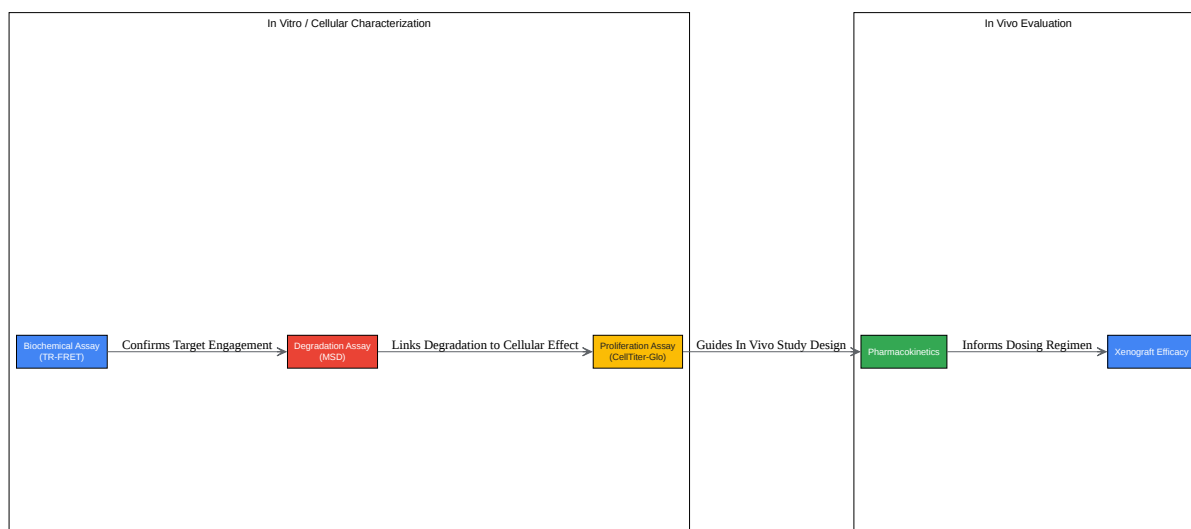 In Vitro / Cellular Characterization
In Vivo Evaluation
Biochemical Assay
(TR-FRET)
Confirms Target Engagement
Degradation Assay
(MSD)
Links Degradation to Cellular Effect
Proliferation Assay
(CellTiter-Glo)
Guides In Vivo Study Design
Pharmacokinetics
Informs Dosing Regimen
Xenograft Efficacy